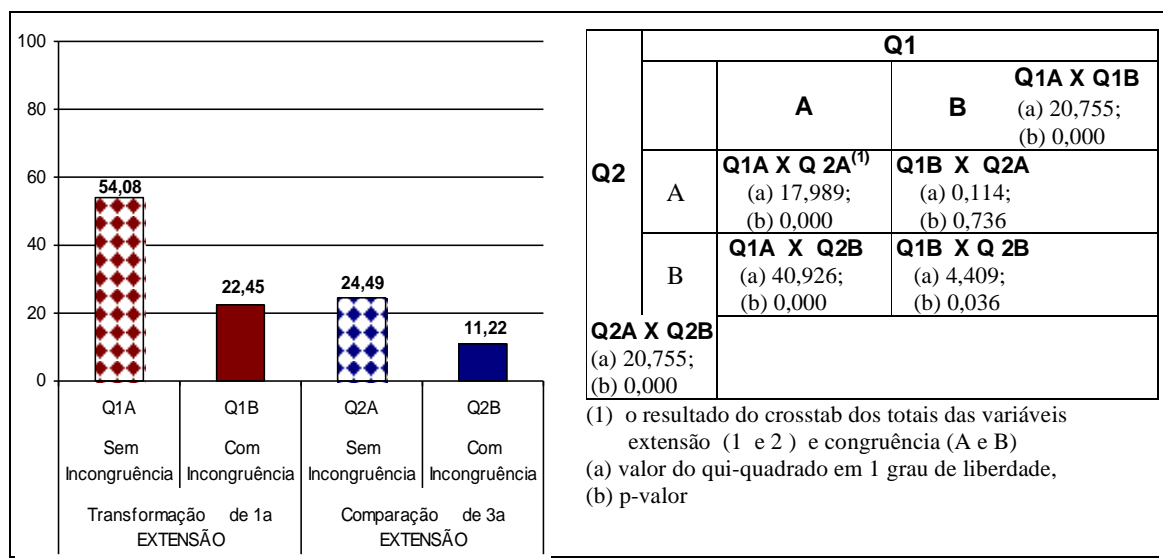 100
80
60
40
20
0
54,08
22,45
24,49
11,22
Q1A Q1B Q2A Q2B
Sem Incongruência
Com Incongruência
Sem Incongruência
Com Incongruência
Transformação de 1a
EXTENSÃO
Comparação de 3a
EXTENSÃO
Q1
Q2
A
B
Q1A X Q1B
(a) 20,755;
(b) 0,000
A
Q1A X Q 2A(1)
(a) 17,989;
(b) 0,000
Q1B X Q2A
(a) 0,114;
(b) 0,736
B
Q1A X Q2B
(a) 40,926;
(b) 0,000
Q1B X Q 2B
(a) 4,409;
(b) 0,036
Q2A X Q2B
(a) 20,755;
(b) 0,000
(1) o resultado do crosstab dos totais das variáveis
extensão (1 e 2 ) e congruência (A e B)
(a) valor do qui-quadrado em 1 grau de liberdade,
(b) p-valor